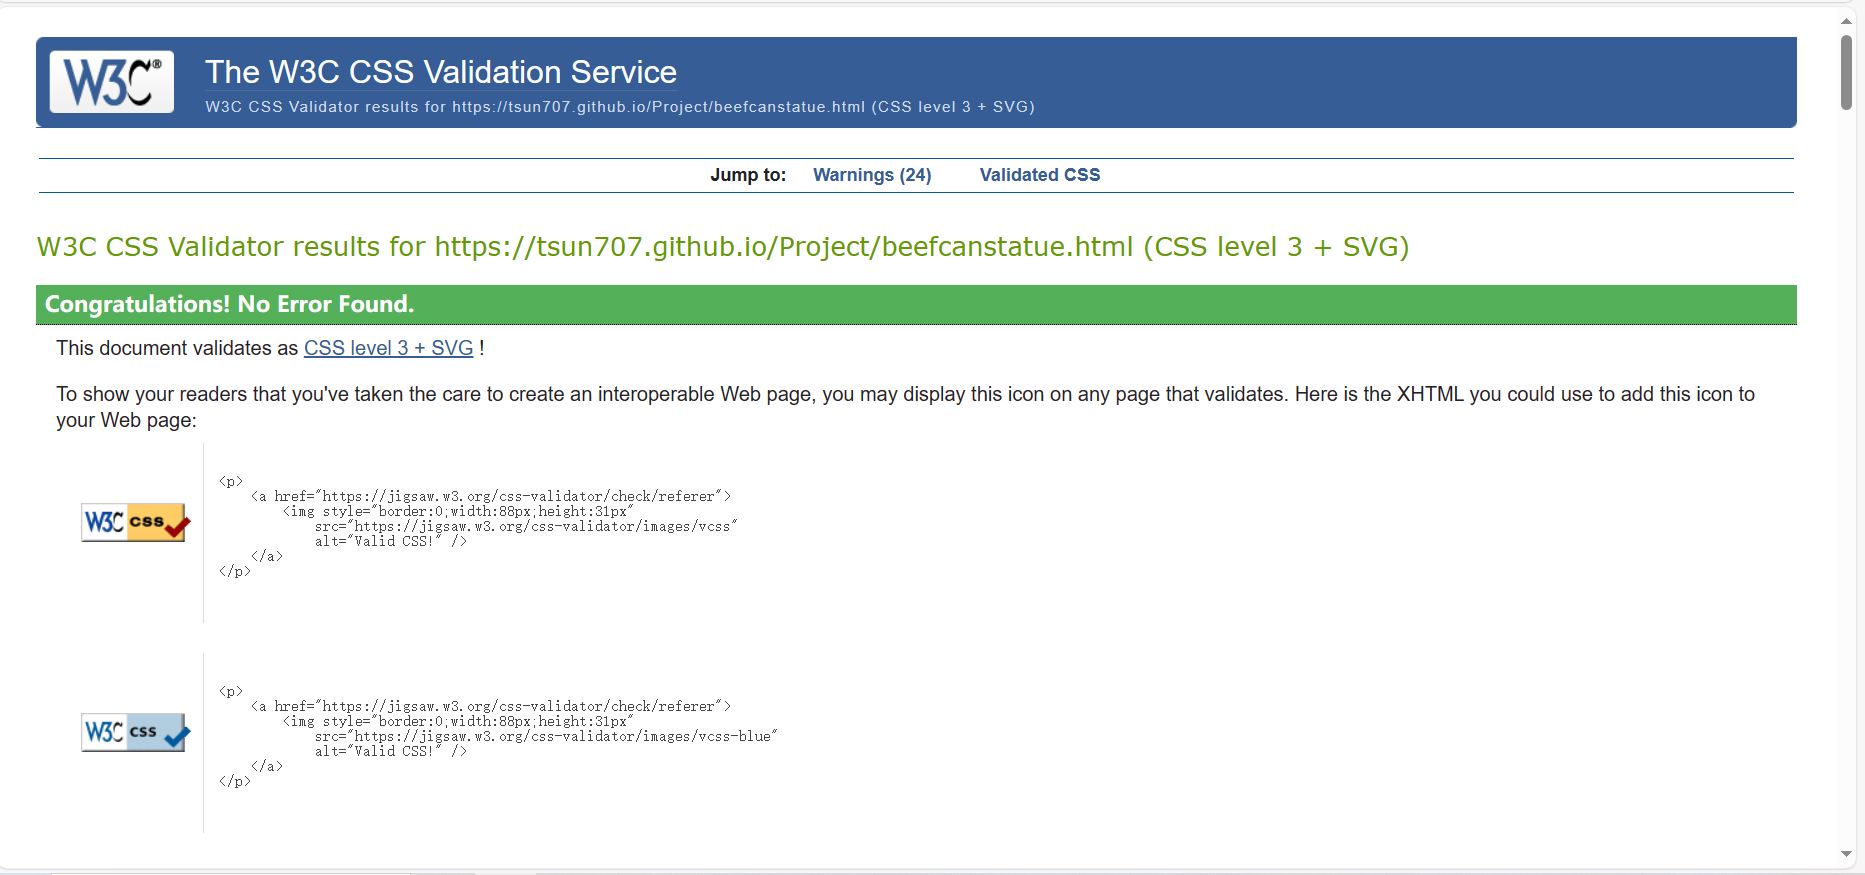 W3C®
The W3C CSS Validation Service
W3C CSS Validator results for https://tsun707.github.io/Project/beefcanstatue.html (CSS level 3 + SVG)
Jump to: Warnings (24) Validated CSS
W3C CSS Validator results for https://tsun707.github.io/Project/beefcanstatue.html (CSS level 3 + SVG)
Congratulations! No Error Found.
This document validates as CSS level 3 + SVG !
To show your readers that you've taken the care to create an interoperable Web page, you may display this icon on any page that validates. Here is the XHTML you could use to add this icon to
your Web page:
W3C css
<p>
    <a href="https://jigsaw.w3.org/css-validator/check/referer">
        <img style="border:0;width:88px;height:31px"
            src="https://jigsaw.w3.org/css-validator/images/vcss"
            alt="Valid CSS!" />
    </a>
</p>
W3C css
<p>
    <a href="https://jigsaw.w3.org/css-validator/check/referer">
        <img style="border:0;width:88px;height:31px"
            src="https://jigsaw.w3.org/css-validator/images/vcss-blue"
            alt="Valid CSS!" />
    </a>
</p>